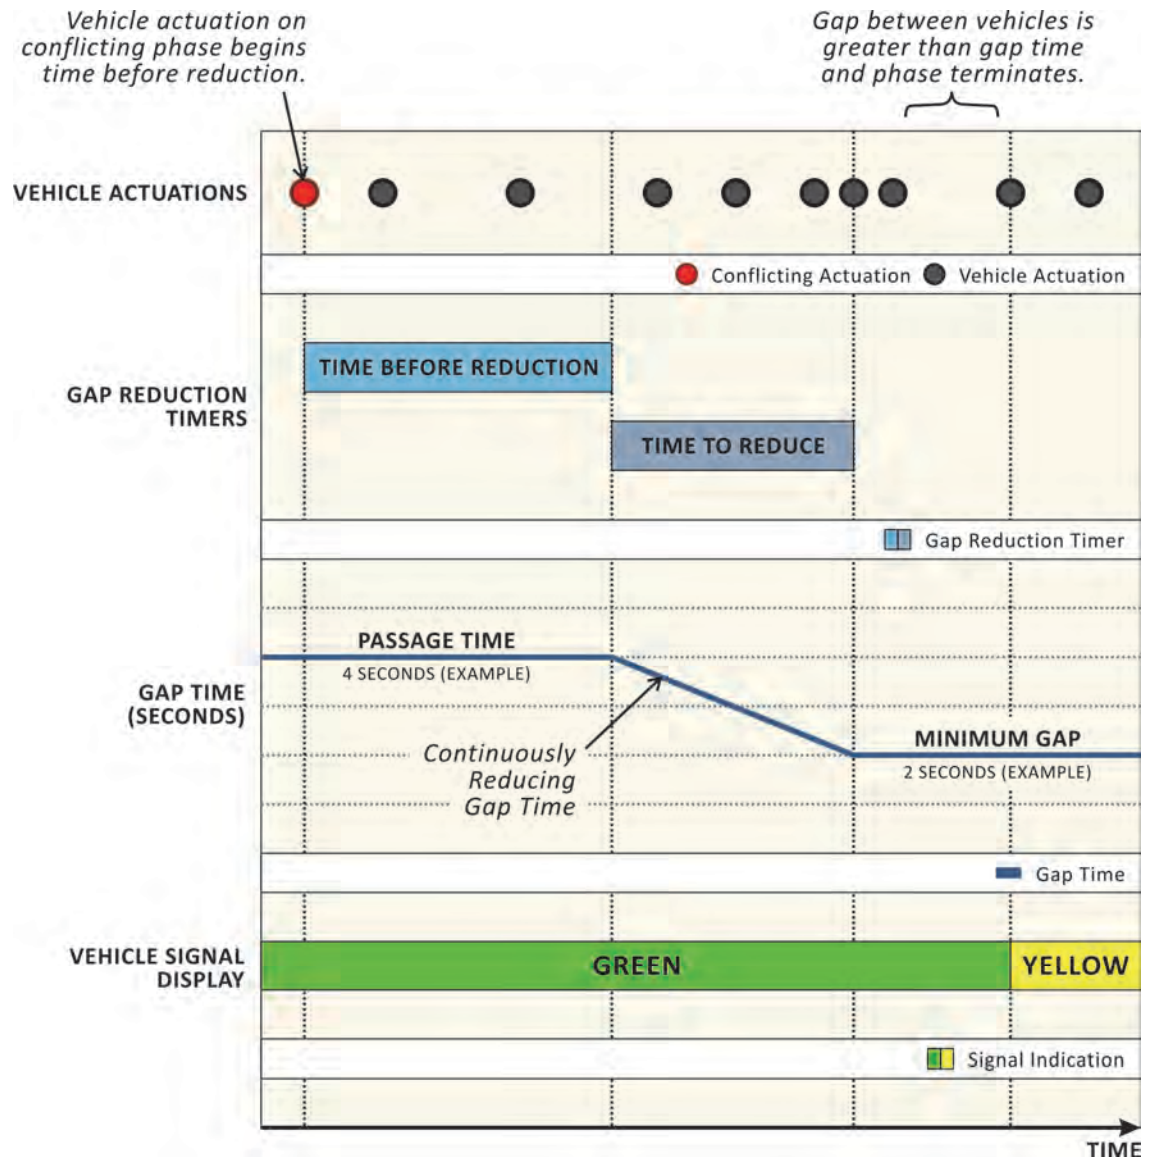 Vehicle actuation on
conflicting phase begins
time before reduction.
Gap between vehicles is
greater than gap time
and phase terminates.
VEHICLE ACTUATIONS
Conflicting Actuation Vehicle Actuation
GAP REDUCTION
TIMERS
TIME BEFORE REDUCTION
TIME TO REDUCE
Gap Reduction Timer
GAP TIME
(SECONDS)
PASSAGE TIME
4 SECONDS (EXAMPLE)
Continuously
Reducing
Gap Time
MINIMUM GAP
2 SECONDS (EXAMPLE)
Gap Time
VEHICLE SIGNAL
DISPLAY
GREEN
YELLOW
Signal Indication
TIME